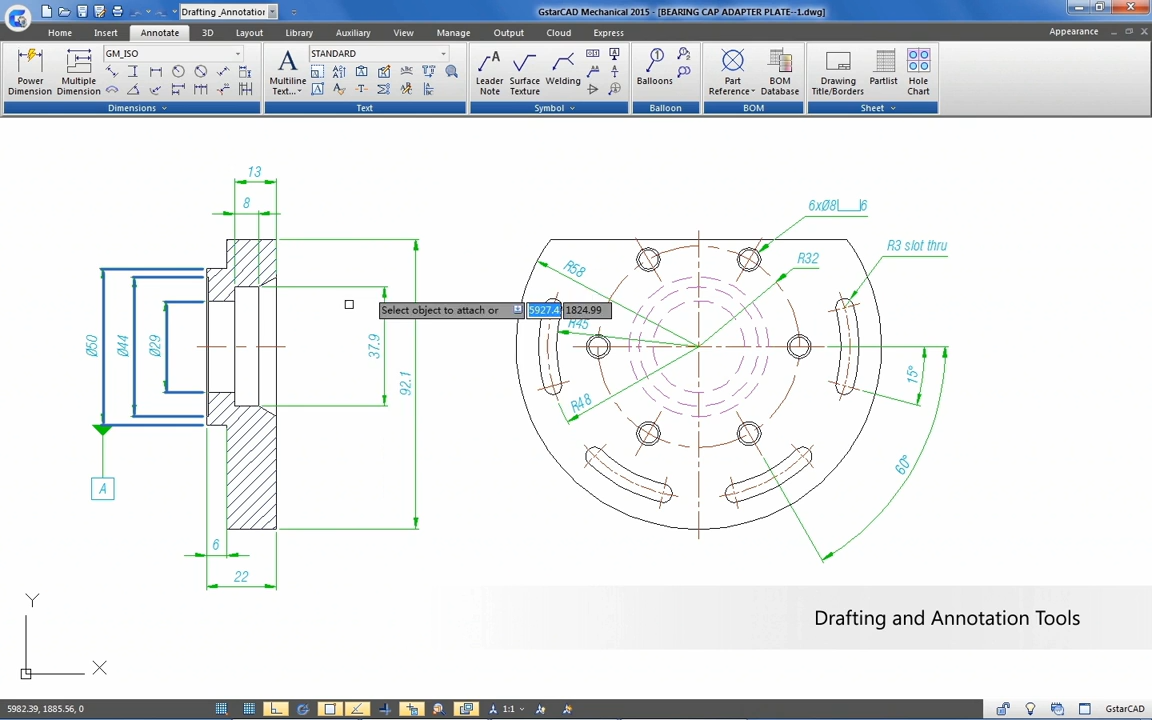 Drafting_Annotation
GstarCAD Mechanical 2015 - [BEARING CAP ADAPTER PLATE--1.dwg]
Home Insert Annotate 3D Layout Library Auxiliary View Manage Output Cloud Express
Appearance
GM_ISO
STANDARD
Power Dimension
Multiple Dimension
Multiline Text...
Leader Note
Surface Texture
Welding
Balloons
Part Reference
BOM Database
Drawing Title/Borders
Partlist
Hole Chart
Dimensions Text Symbol Balloon BOM Sheet
13
8
Ø50
Ø44
Ø29
37.9
92.1
A
6
22
6xØ8 6
R3 slot thru
R32
R58
R45
R48
15°
60°
Select object to attach or 5927.4 1824.99
Drafting and Annotation Tools
Y
X
5982.39, 1885.56, 0
1:1
GstarCAD